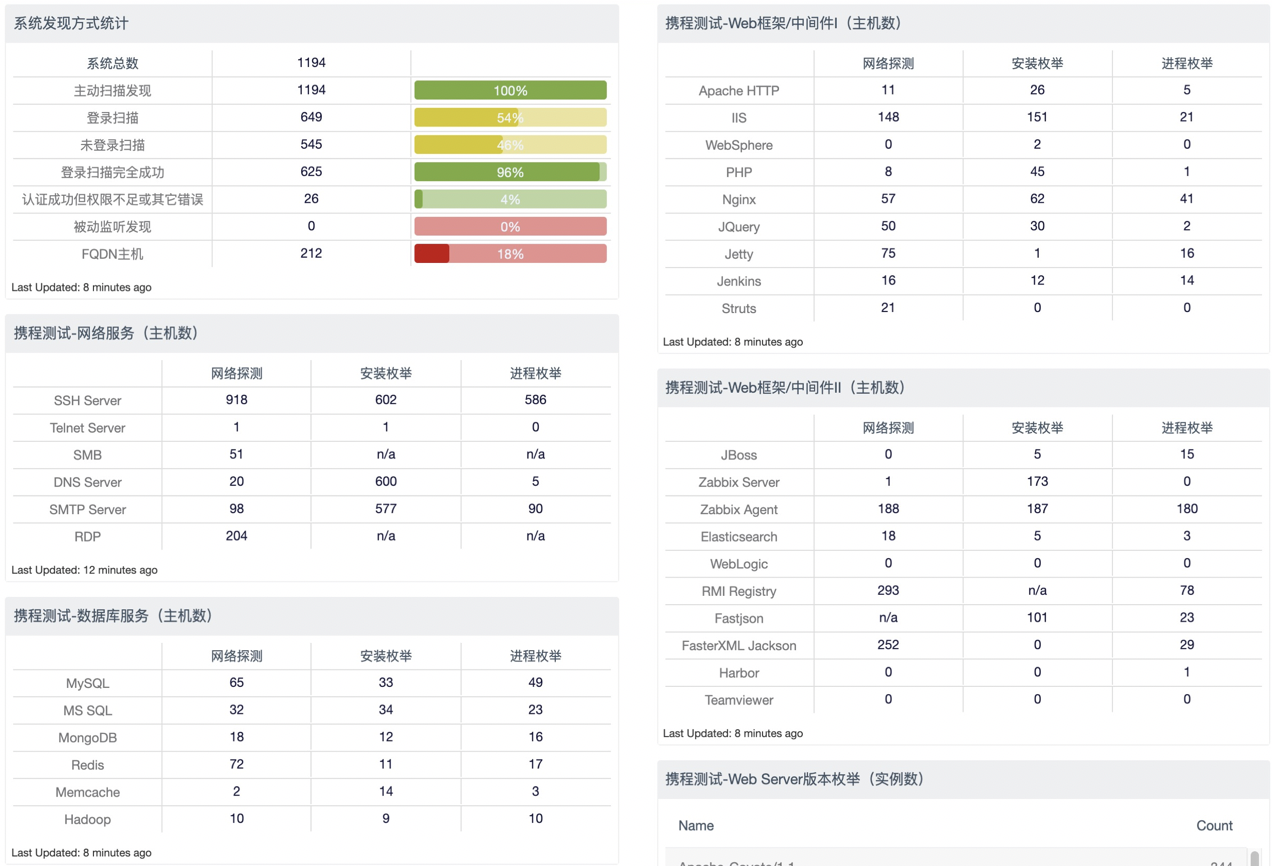 系统发现方式统计
系统总数 1194
主动扫描发现 1194 100%
登录扫描 649 54%
未登录扫描 545 46%
登录扫描完全成功 625 96%
认证成功但权限不足或其它错误 26 4%
被动监听发现 0 0%
FQDN主机 212 18%
Last Updated: 8 minutes ago
携程测试-网络服务（主机数）
网络探测 安装枚举 进程枚举
SSH Server 918 602 586
Telnet Server 1 1 0
SMB 51 n/a n/a
DNS Server 20 600 5
SMTP Server 98 577 90
RDP 204 n/a n/a
Last Updated: 12 minutes ago
携程测试-数据库服务（主机数）
网络探测 安装枚举 进程枚举
MySQL 65 33 49
MS SQL 32 34 23
MongoDB 18 12 16
Redis 72 11 17
Memcache 2 14 3
Hadoop 10 9 10
Last Updated: 8 minutes ago
携程测试-Web框架/中间件I（主机数）
网络探测 安装枚举 进程枚举
Apache HTTP 11 26 5
IIS 148 151 21
WebSphere 0 2 0
PHP 8 45 1
Nginx 57 62 41
JQuery 50 30 2
Jetty 75 1 16
Jenkins 16 12 14
Struts 21 0 0
Last Updated: 8 minutes ago
携程测试-Web框架/中间件II（主机数）
网络探测 安装枚举 进程枚举
JBoss 0 5 15
Zabbix Server 1 173 0
Zabbix Agent 188 187 180
Elasticsearch 18 5 3
WebLogic 0 0 0
RMI Registry 293 n/a 78
Fastjson n/a 101 23
FasterXML Jackson 252 0 29
Harbor 0 0 1
Teamviewer 0 0 0
Last Updated: 8 minutes ago
携程测试-Web Server版本枚举（实例数）
Name Count